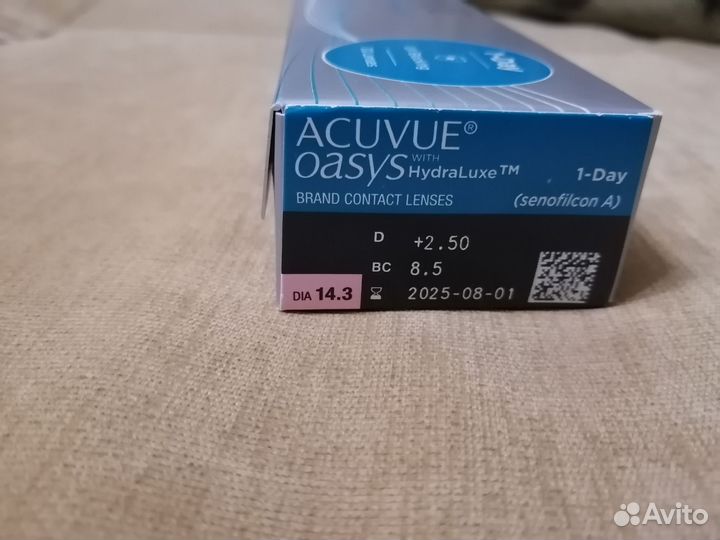 ACUVUE®
OASYS WITH HydraLuxe™ 1-Day
BRAND CONTACT LENSES (senofilcon A)
D +2.50
BC 8.5
DIA 14.3 2025-08-01
Avito